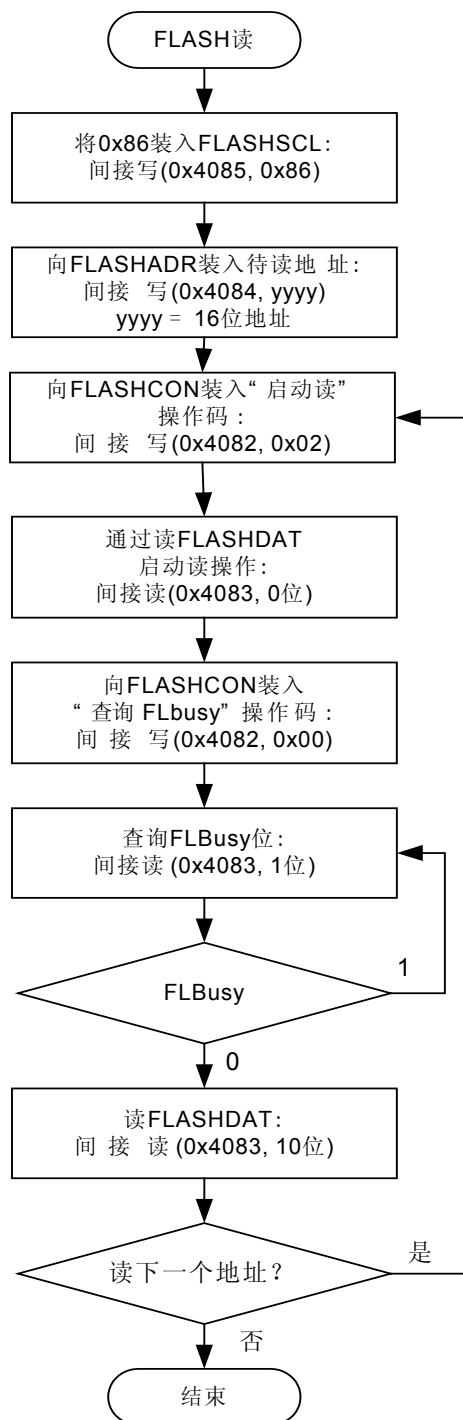 FLASH读
将0x86装入FLASHSCL:
间接写(0x4085, 0x86)
向FLASHADR装入待读地 址:
间接 写(0x4084, yyyy)
yyyy = 16位地址
向FLASHCON装入“ 启动读”
操作码 :
间 接 写(0x4082, 0x02)
通过读FLASHDAT
启动读操作:
间接读(0x4083, 0位)
向FLASHCON装入
“ 查询 FLbusy” 操作码 :
间 接 写(0x4082, 0x00)
查询FLBusy位:
间接读 (0x4083, 1位)
FLBusy
1
0
读FLASHDAT:
间 接 读 (0x4083, 10位)
读下一个地址?
是
否
结束